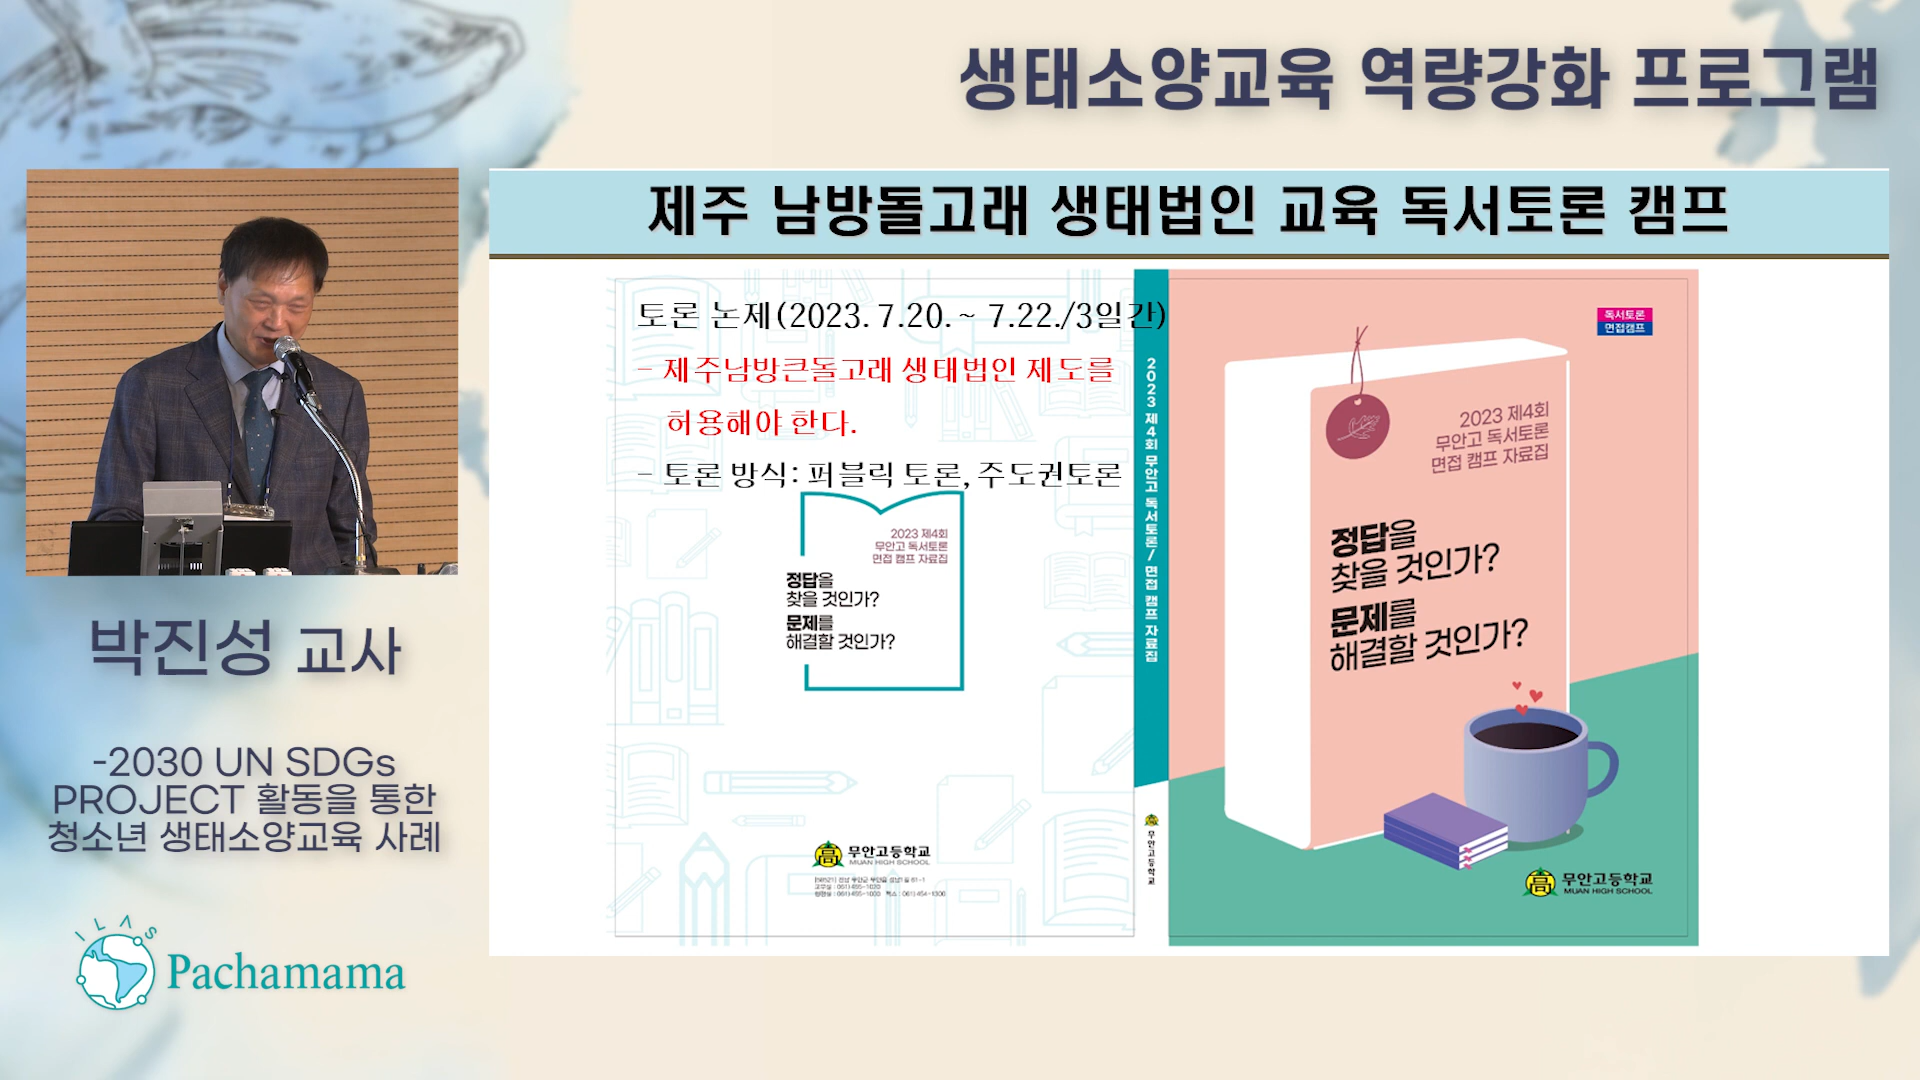 생태소양교육 역량강화 프로그램
제주 남방돌고래 생태법인 교육 독서토론 캠프
토론 논제(2023. 7.20. ~ 7.22./3일간)
- 제주남방큰돌고래 생태법인 제도를
허용해야 한다.
- 토론 방식: 퍼블릭 토론, 주도권토론
2023 제4회
무안고 독서토론
면접 캠프 자료집
정답을
찾을 것인가?
문제를
해결할 것인가?
무안고등학교
MUAN HIGH SCHOOL
2023 제4회 무안고 독서토론/ 면접 캠프 자료집
무안고등학교
독서토론
면접캠프
2023 제4회
무안고 독서토론
면접 캠프 자료집
정답을
찾을 것인가?
문제를
해결할 것인가?
무안고등학교
MUAN HIGH SCHOOL
박진성 교사
-2030 UN SDGs
PROJECT 활동을 통한
청소년 생태소양교육 사례
ILAS
Pachamama